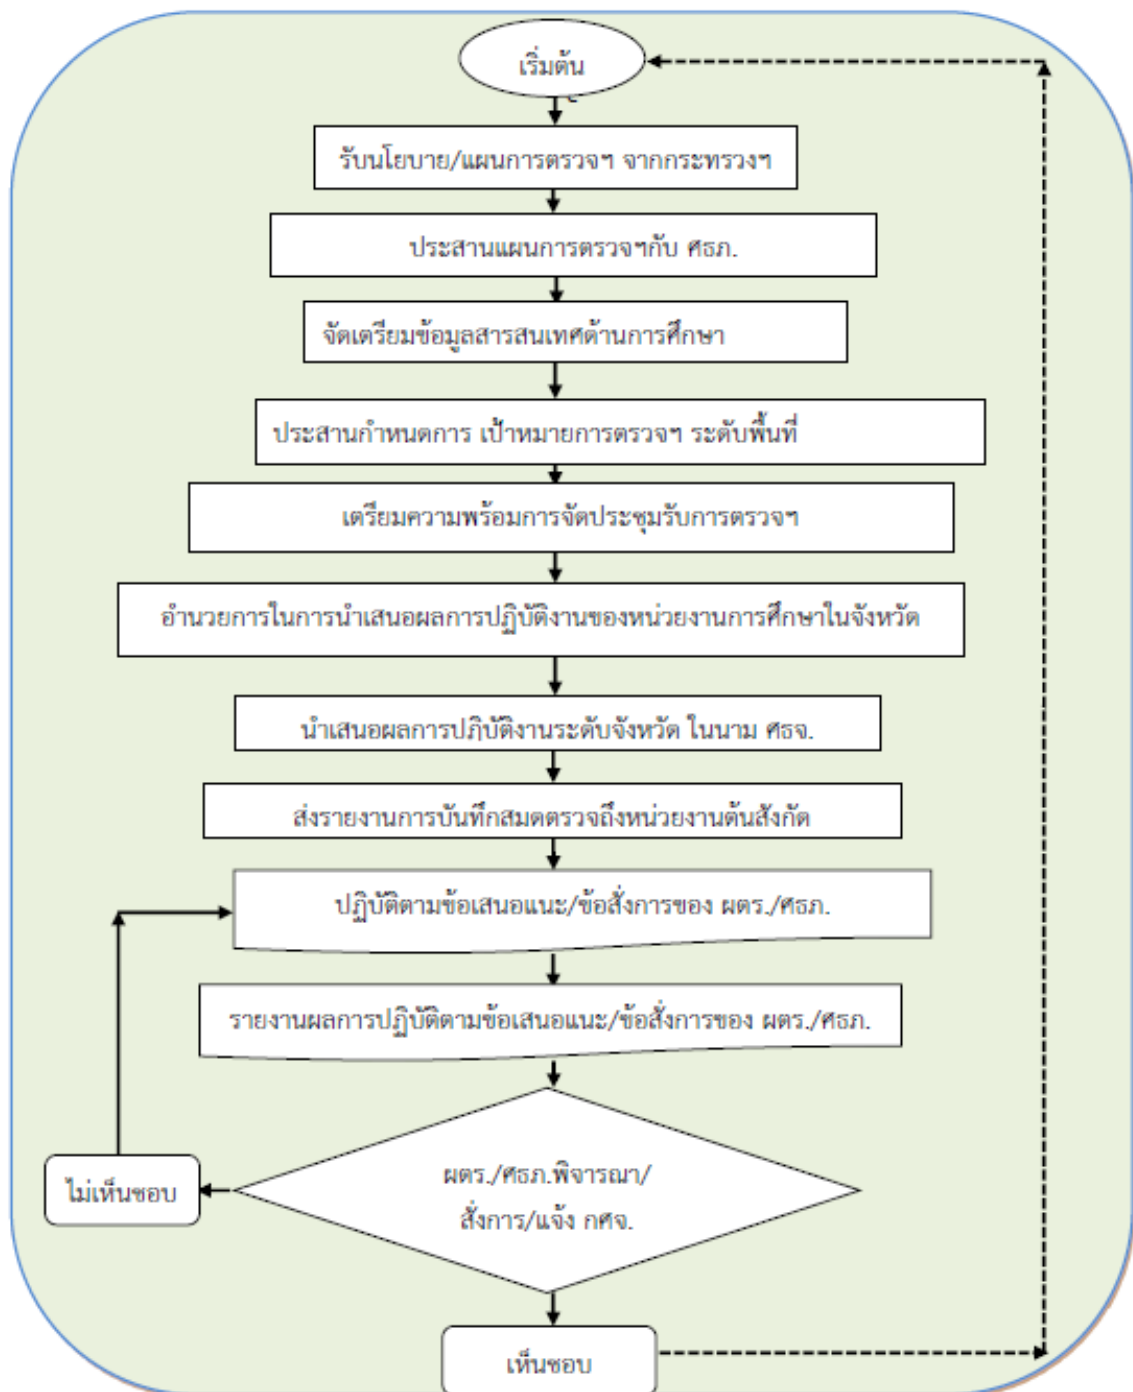 เริ่มต้น
รับนโยบาย/แผนการตรวจฯ จากกระทรวงฯ
ประสานแผนการตรวจฯกับ ศธภ.
จัดเตรียมข้อมูลสารสนเทศด้านการศึกษา
ประสานกำหนดการ เป้าหมายการตรวจฯ ระดับพื้นที่
เตรียมความพร้อมการจัดประชุมรับการตรวจฯ
อำนวยการในการนำเสนอผลการปฏิบัติงานของหน่วยงานการศึกษาในจังหวัด
นำเสนอผลการปฏิบัติงานระดับจังหวัด ในนาม ศธจ.
ส่งรายงานการบันทึกสมุดตรวจถึงหน่วยงานต้นสังกัด
ปฏิบัติตามข้อเสนอแนะ/ข้อสั่งการของ ผตร./ศธภ.
รายงานผลการปฏิบัติตามข้อเสนอแนะ/ข้อสั่งการของ ผตร./ศธภ.
ผตร./ศธภ.พิจารณา/
สั่งการ/แจ้ง กศจ.
ไม่เห็นชอบ
เห็นชอบ